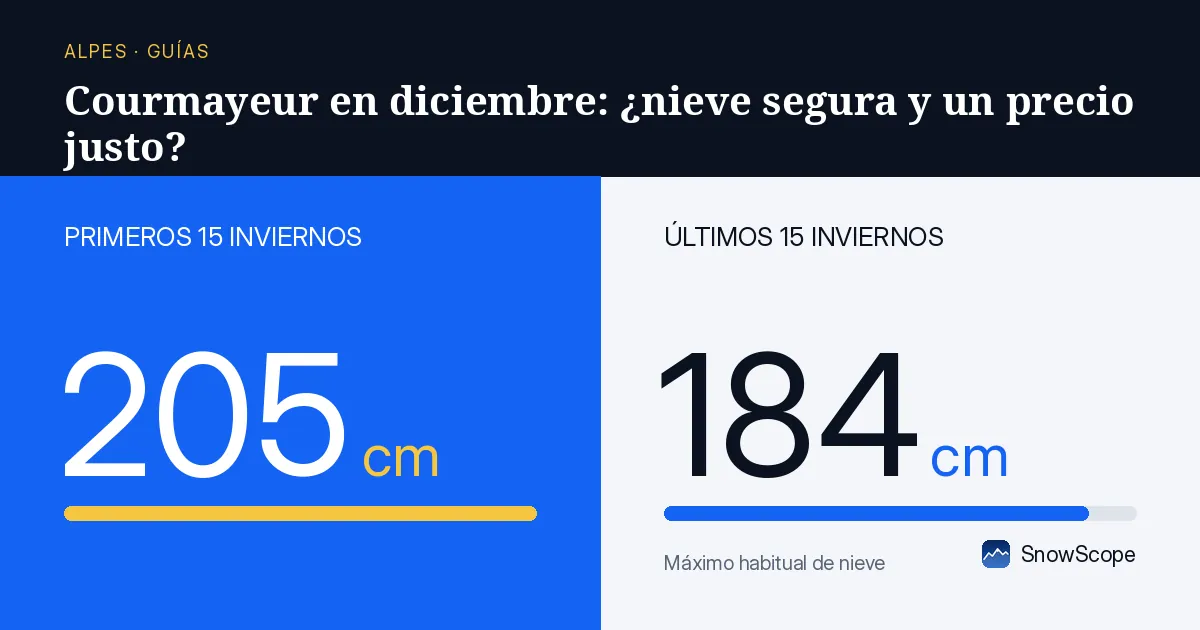 ALPES · GUÍAS
Courmayeur en diciembre: ¿nieve segura y un precio
justo?
PRIMEROS 15 INVIERNOS
205 cm
ÚLTIMOS 15 INVIERNOS
184 cm
Máximo habitual de nieve
SnowScope